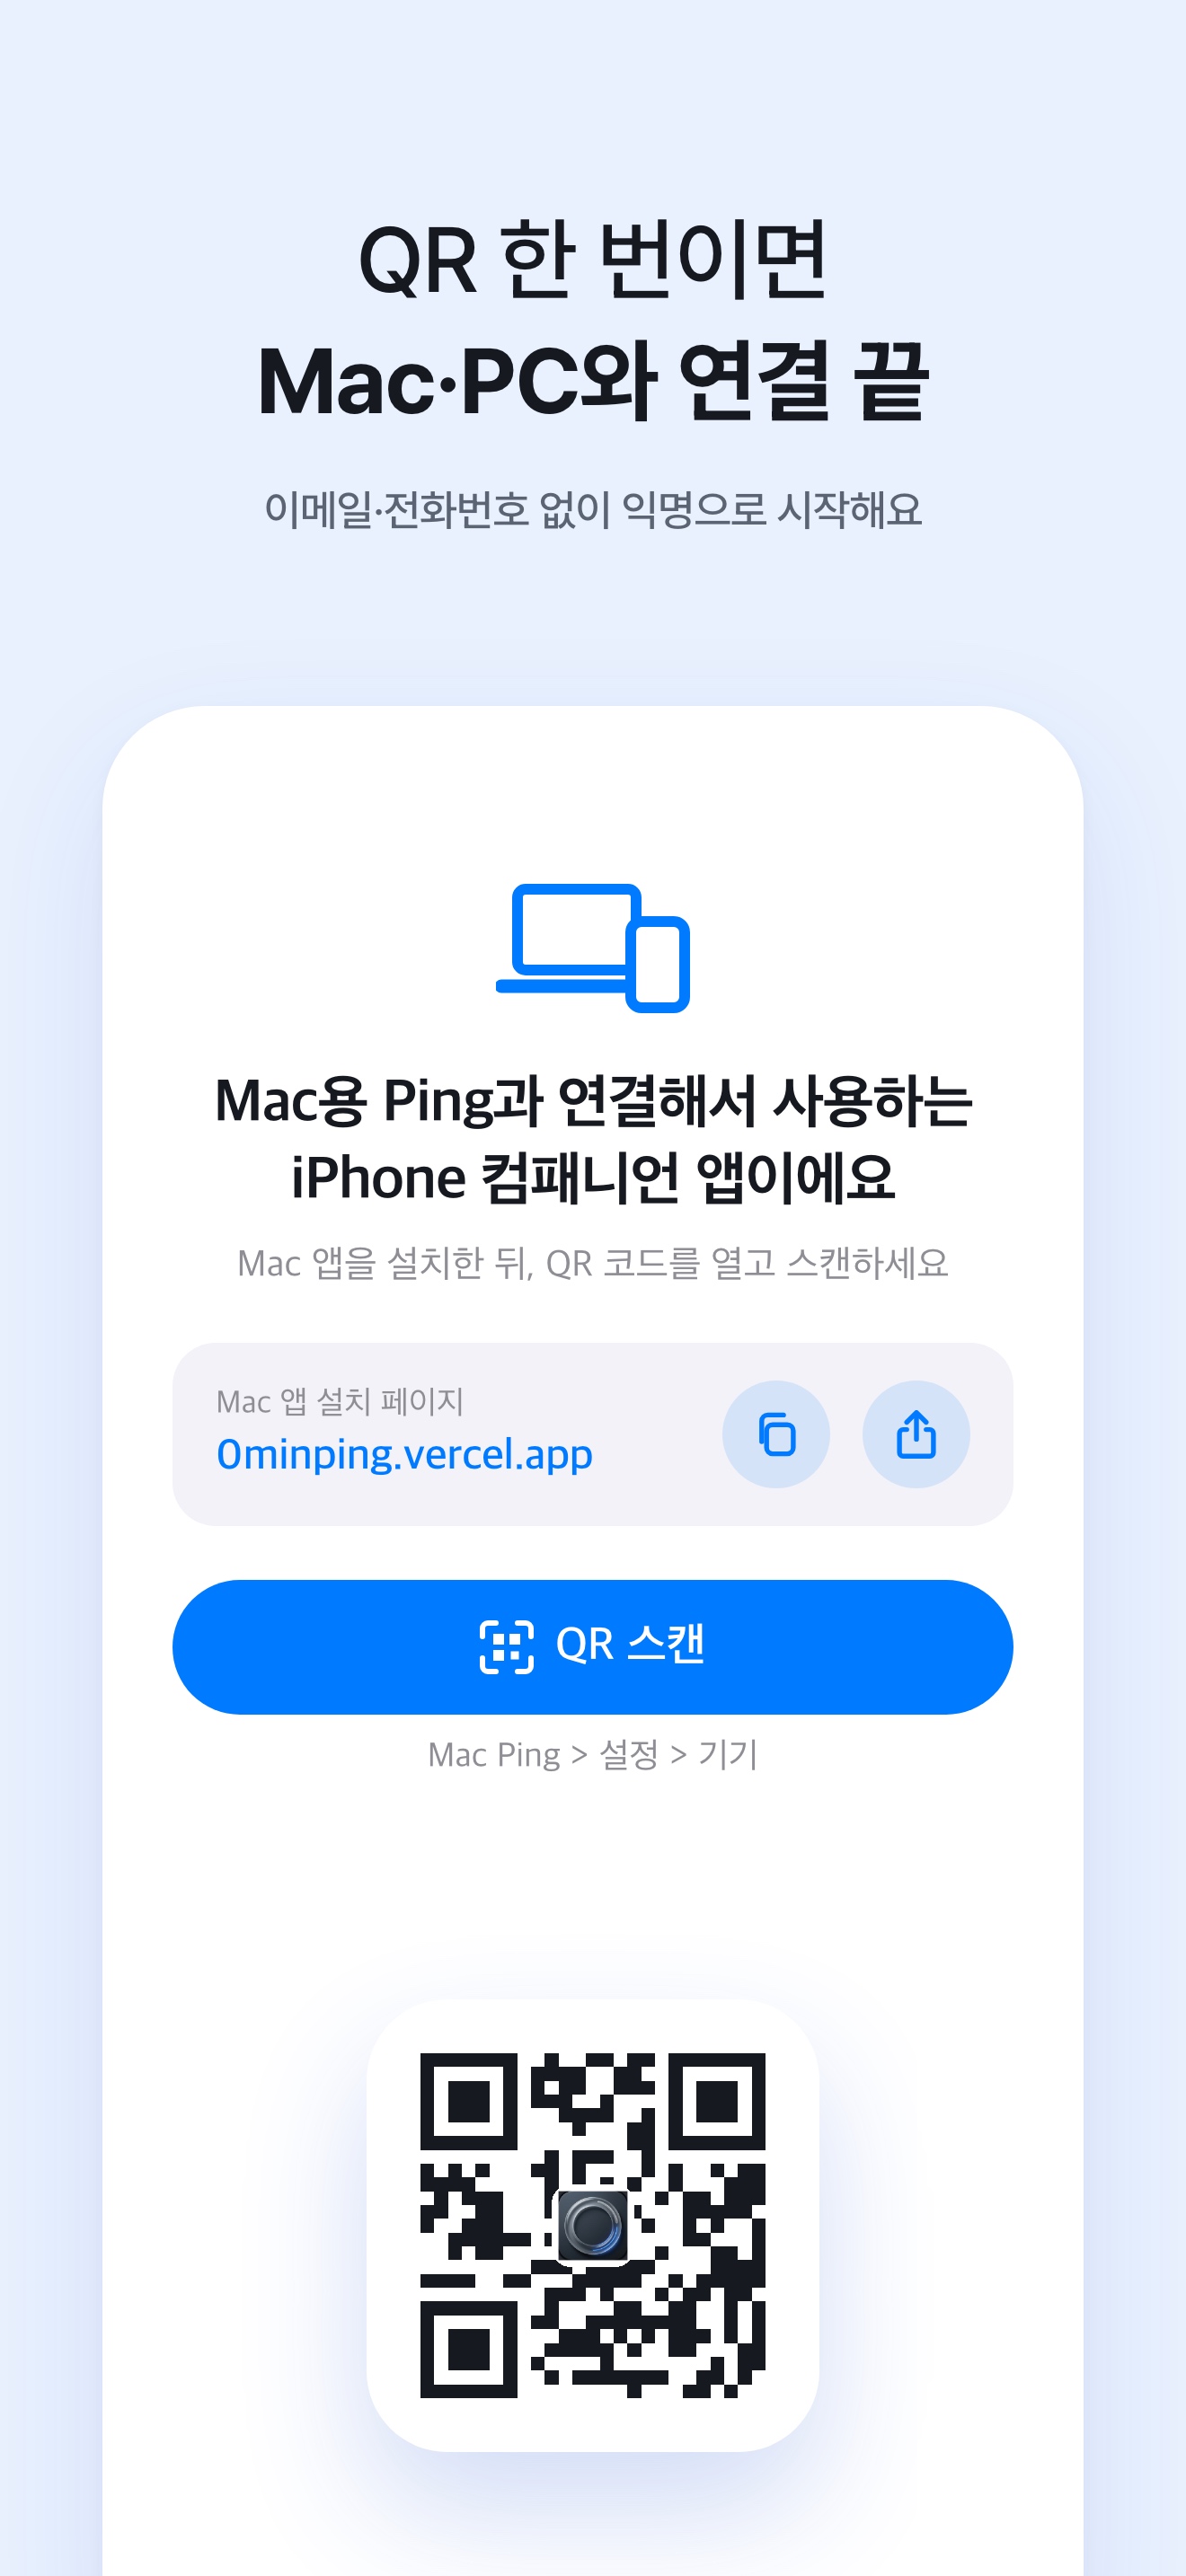 QR 한 번이면
Mac·PC와 연결 끝
이메일·전화번호 없이 익명으로 시작해요
Mac용 Ping과 연결해서 사용하는
iPhone 컴패니언 앱이에요
Mac 앱을 설치한 뒤, QR 코드를 열고 스캔하세요
Mac 앱 설치 페이지
0minping.vercel.app
QR 스캔
Mac Ping > 설정 > 기기